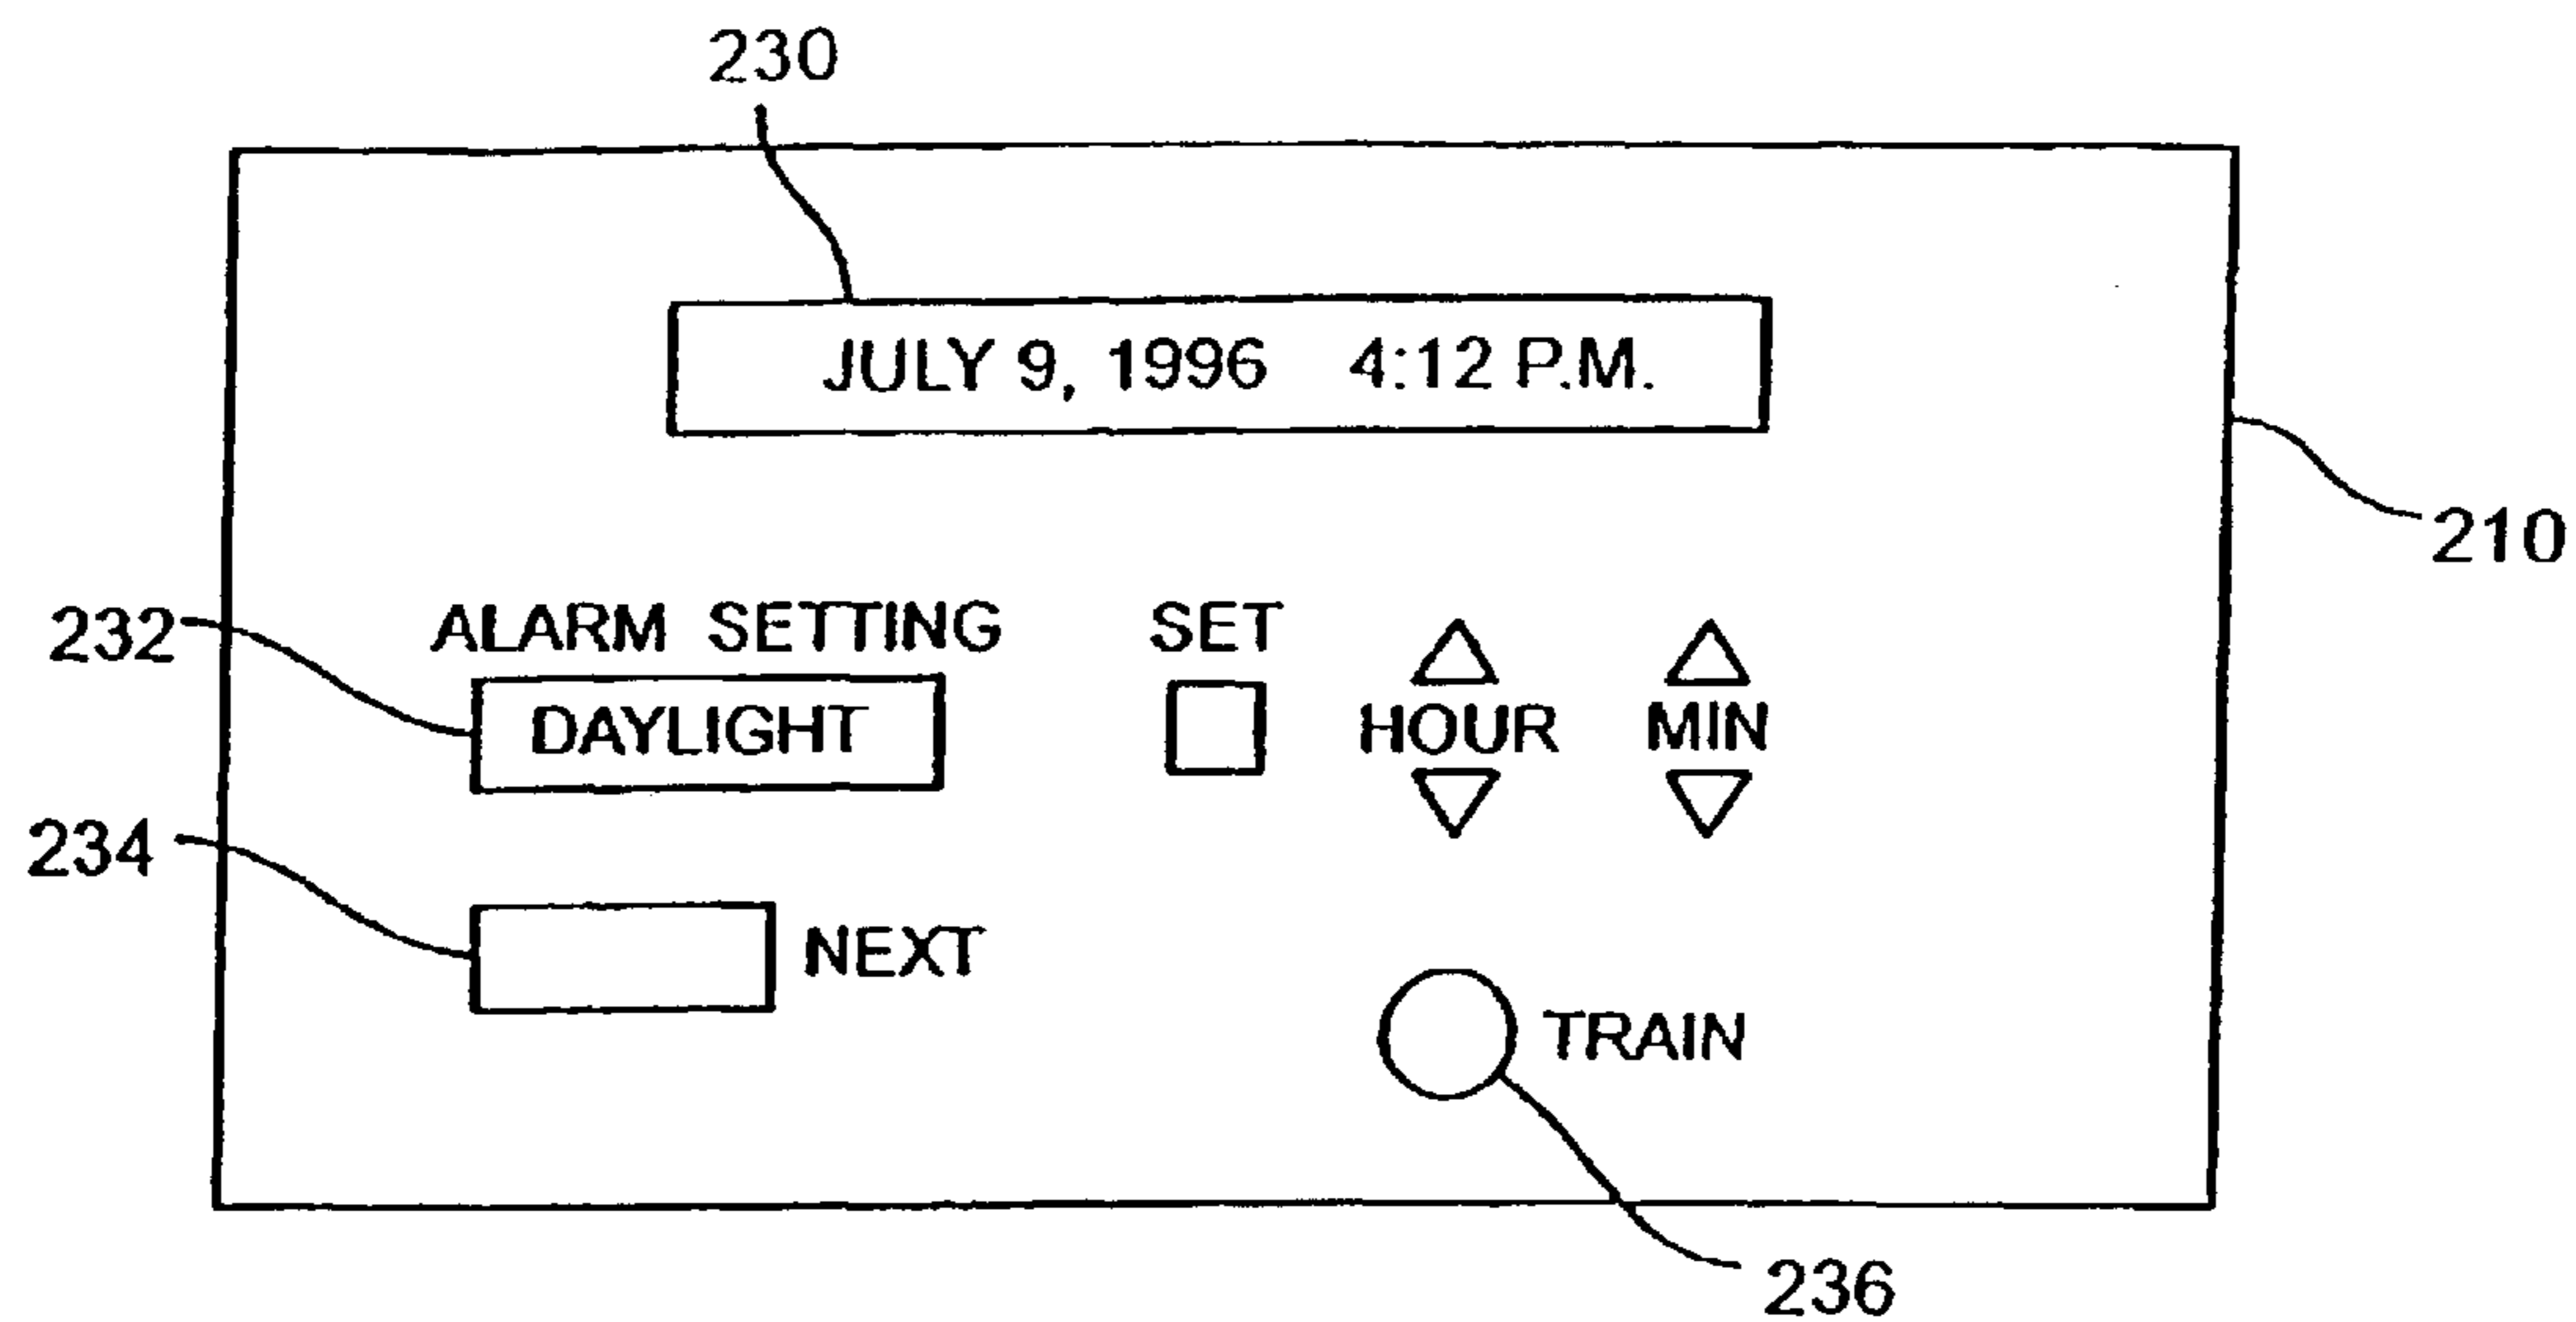 230
JULY 9, 1996 4:12 P.M.
210
232
ALARM SETTING
SET
DAYLIGHT
HOUR
MIN
234
NEXT
TRAIN
236